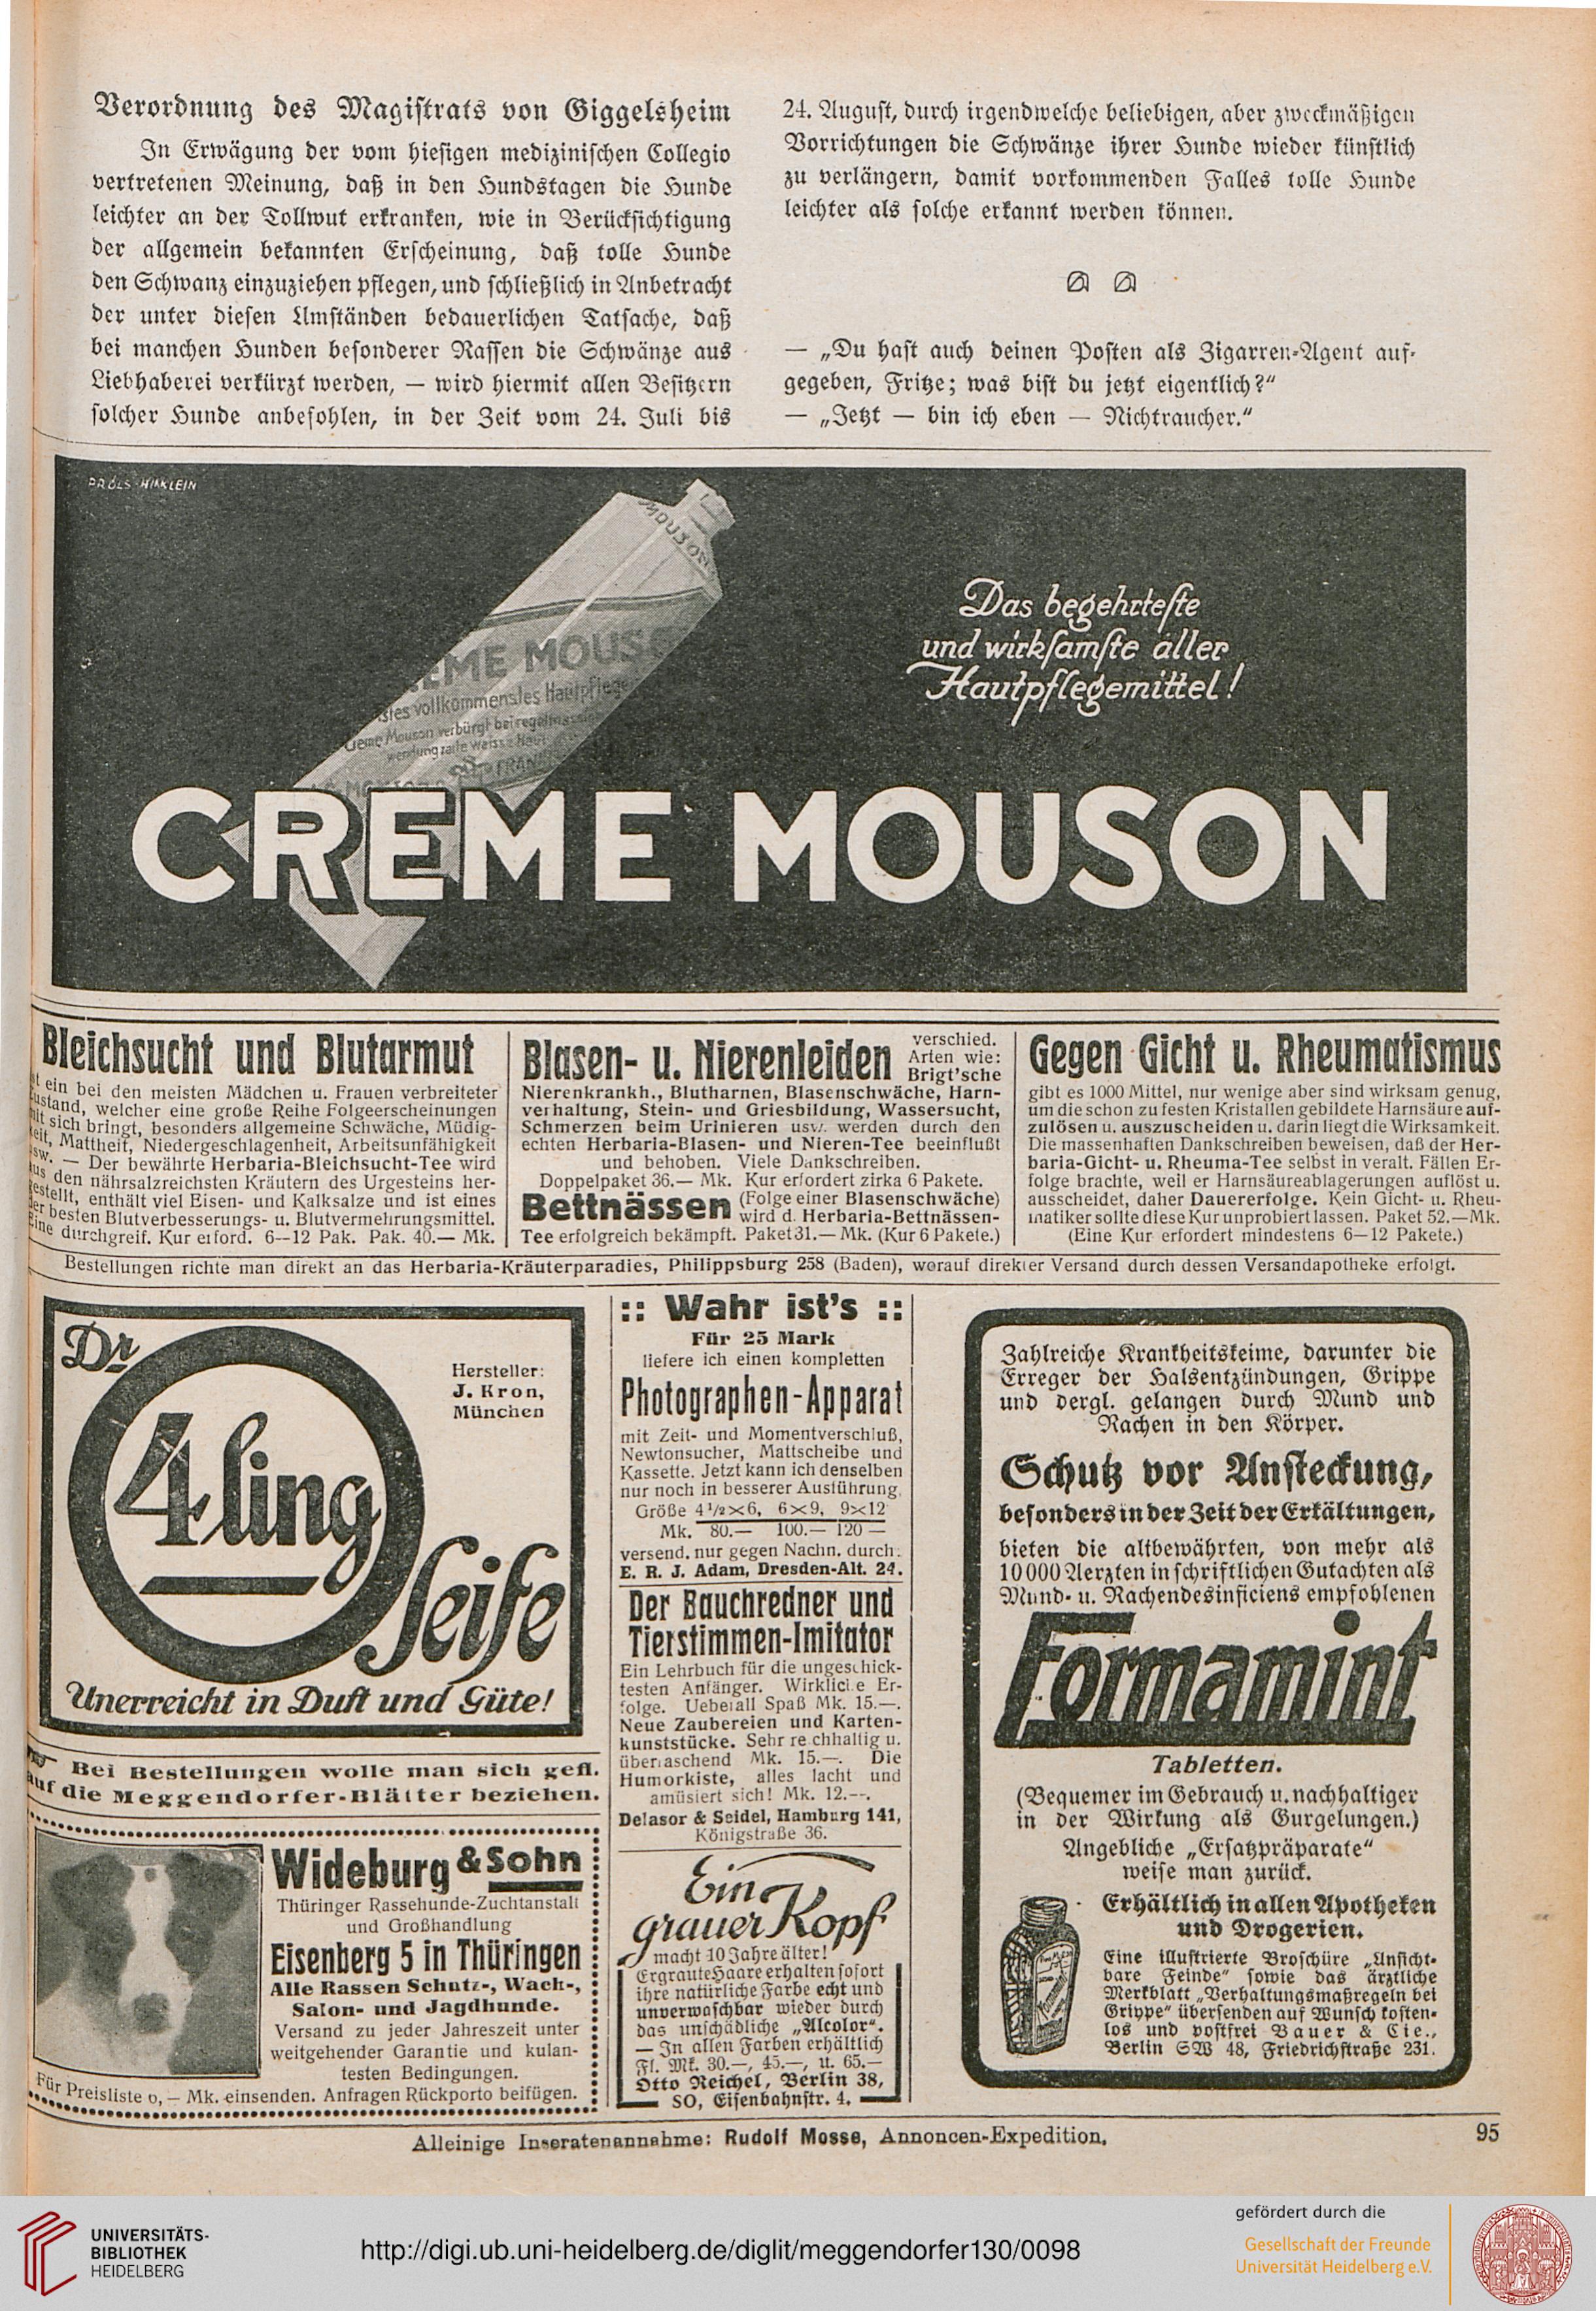 Verordnung des Magistrats von Giggelsheim
In Erwägung der vom hiesigen medizinischen Collegio
vertretenen Meinung, daß in den Hundstagen die Hunde
leichter an der Tollwut erkranken, wie in Berücksichtigung
der allgemein bekannten Erscheinung, daß tolle Hunde
den Schwanz einzuziehen pflegen, und schließlich in Anbetracht
der unter diesen Umständen bedauerlichen Tatsache, daß
bei manchen Hunden besonderer Rassen die Schwänze aus
Liebhaberei verkürzt werden, — wird hiermit allen Besitzern
solcher Hunde anbefohlen, in der Zeit vom 24. Juli bis
24. August, durch irgendwelche beliebigen, aber zweckmäßigen
Vorrichtungen die Schwänze ihrer Hunde wieder künstlich
zu verlängern, damit vorkommenden Falles tolle Hunde
leichter als solche erkannt werden können.
— „Du hast auch deinen Posten als Zigarren-Agent auf-
gegeben, Fritze; was bist du jetzt eigentlich?“
— „Jetzt — bin ich eben — Nichtraucher.“
PRÖLS-HINKLEIN
MOUSON
EME MOUS
vollkommenstes Hautpflege
Creme Mouson verbürgt bei regelmässiger
wendung zarte weisse Haut
FRAN
Das begehrteste
und wirksamste aller
Hautpflegemittel!
CREME MOUSON
Bleichsucht und Blutarmut
ist ein bei den meisten Mädchen u. Frauen verbreiteter
Zustand, welcher eine große Reihe Folgeerscheinungen
mit sich bringt, besonders allgemeine Schwäche, Müdig-
keit, Mattheit, Niedergeschlagenheit, Arbeitsunfähigkeit
usw. — Der bewährte Herbaria-Bleichsucht-Tee wird
aus den nährsalzreichsten Kräutern des Urgesteins her-
gestellt, enthält viel Eisen- und Kalksalze und ist eines
der besten Blutverbesserungs- u. Blutvermehrungsmittel.
Eine durchgreif. Kur erford. 6—12 Pak. Pak. 40.— Mk.
Blasen- u. Nierenleiden verschied.
Arten wie:
Brigt'sche
Nierenkrankh., Blutharnen, Blasenschwäche, Harn-
verhaltung, Stein- und Griesbildung, Wassersucht,
Schmerzen beim Urinieren usw. werden durch den
echten Herbaria-Blasen- und Nieren-Tee beeinflußt
und behoben. Viele Dankschreiben.
Doppelpaket 36.— Mk. Kur erfordert zirka 6 Pakete.
Bettnässen (Folge einer Blasenschwäche)
wird d. Herbaria-Bettnässen-
Tee erfolgreich bekämpft. Paket 31.— Mk. (Kur 6 Pakete.)
Gegen Gicht u. Rheumatismus
gibt es 1000 Mittel, nur wenige aber sind wirksam genug,
um die schon zu festen Kristallen gebildete Harnsäure auf-
zulösen u. auszuscheiden u. darin liegt die Wirksamkeit.
Die massenhaften Dankschreiben beweisen, daß der Her-
baria-Gicht- u. Rheuma-Tee selbst in veralt. Fällen Er-
folge brachte, weil er Harnsäureablagerungen auflöst u.
ausscheidet, daher Dauererfolge. Kein Gicht- u. Rheu-
matiker sollte diese Kur unprobiert lassen. Paket 52.—Mk.
(Eine Kur erfordert mindestens 6—12 Pakete.)
Bestellungen richte man direkt an das Herbaria-Kräuterparadies, Philippsburg 258 (Baden), worauf direkter Versand durch dessen Versandapotheke erfolgt.
Dr
4ling
Seife
Hersteller:
J. Kron,
München
Unerreicht in Duft und Güte!
Bei Bestellungen wolle man sich gefl.
auf die Meggendorfer-Blätter beziehen.
Wideburg & Sohn
Thüringer Rassehunde-Zuchtanstalt
und Großhandlung
Eisenberg 5 in Thüringen
Alle Rassen Schutz-, Wach-,
Salon- und Jagdhunde.
Versand zu jeder Jahreszeit unter
weitgehender Garantie und kulan-
testen Bedingungen.
Für Preisliste 0,— Mk. einsenden. Anfragen Rückporto beifügen.
:: Wahr ist's ::
Für 25 Mark
liefere ich einen kompletten
Photographen-Apparat
mit Zeit- und Momentverschluß,
Newtonsucher, Mattscheibe und
Kassette. Jetzt kann ich denselben
nur noch in besserer Ausführung.
Größe 4½×6, 6×9, 9×12
Mk. 80.— 100.— 120—
versend. nur gegen Nachn. durch:
E. R. J. Adam, Dresden-Alt. 24.
Der Bauchredner und
Tierstimmen-Imitator
Ein Lehrbuch für die ungeschick-
testen Anfänger. Wirkliche Er-
folge. Ueberall Spaß Mk. 15.—.
Neue Zaubereien und Karten-
kunststücke. Sehr reichhaltig u.
überraschend Mk. 15.—. Die
Humorkiste, alles lacht und
amüsiert sich! Mk. 12.--.
Delasor & Seidel, Hamburg 141,
Königstraße 36.
Ein
grauer Kopf
macht 10 Jahre älter!
Ergraute Haare erhalten sofort
ihre natürliche Farbe echt und
unverwaschbar wieder durch
das unschädliche „Alcolor“.
— In allen Farben erhältlich
Fl. Mk. 30.—, 45.—, u. 65.—
Otto Reichel, Berlin 38,
SO, Eisenbahnstr. 4.
Zahlreiche Krankheitskeime, darunter die
Erreger der Halsentzündungen, Grippe
und dergl. gelangen durch Mund und
Rachen in den Körper.
Schutz vor Ansteckung,
besonders in der Zeit der Erkältungen,
bieten die altbewährten, von mehr als
10000 Aerzten in schriftlichen Gutachten als
Mund- u. Rachendesinficiens empfohlenen
Formamint
Tabletten.
(Bequemer im Gebrauch u. nachhaltiger
in der Wirkung als Gurgelungen.)
Angebliche „Ersatzpräparate“
weise man zurück.
Erhältlich in allen Apotheken
und Drogerien.
Eine illustrierte Broschüre „Unsicht-
bare Feinde“ sowie das ärztliche
Merkblatt „Verhaltungsmaßregeln bei
Grippe“ übersenden auf Wunsch kosten-
los und postfrei Bauer & Cie.,
Berlin SW 48, Friedrichstraße 231.
Alleinige Inseratenannahme: Rudolf Mosse, Annoncen-Expedition.
95
UNIVERSITÄTS-
BIBLIOTHEK
HEIDELBERG
http://digi.ub.uni-heidelberg.de/diglit/meggendorfer130/0098
gefördert durch die
Gesellschaft der Freunde
Universität Heidelberg e.V.